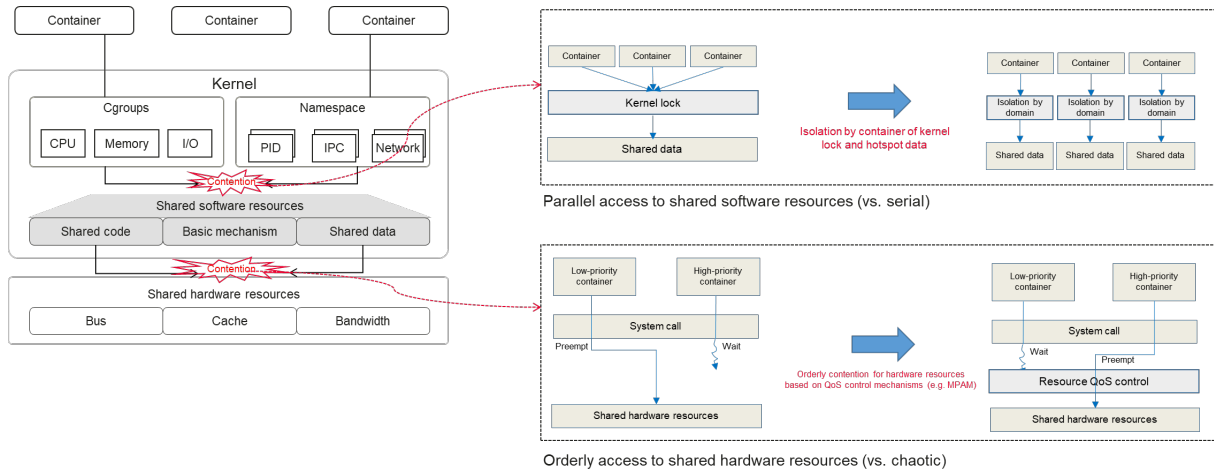 Container
Container
Container
Kernel
Cgroups
Namespace
CPU
Memory
I/O
PID
IPC
Network
Contention
Shared software resources
Shared code
Basic mechanism
Shared data
Contention
Shared hardware resources
Bus
Cache
Bandwidth
Container
Container
Container
Kernel lock
Shared data
Isolation by container of kernel
lock and hotspot data
Container
Container
Container
Isolation by
domain
Isolation by
domain
Isolation by
domain
Shared data
Shared data
Shared data
Parallel access to shared software resources (vs. serial)
Low-priority
container
High-priority
container
System call
Preempt
Wait
Shared hardware resources
Orderly contention for hardware resources
based on QoS control mechanisms (e.g. MPAM)
Low-priority
container
High-priority
container
System call
Wait
Preempt
Resource QoS control
Shared hardware resources
Orderly access to shared hardware resources (vs. chaotic)